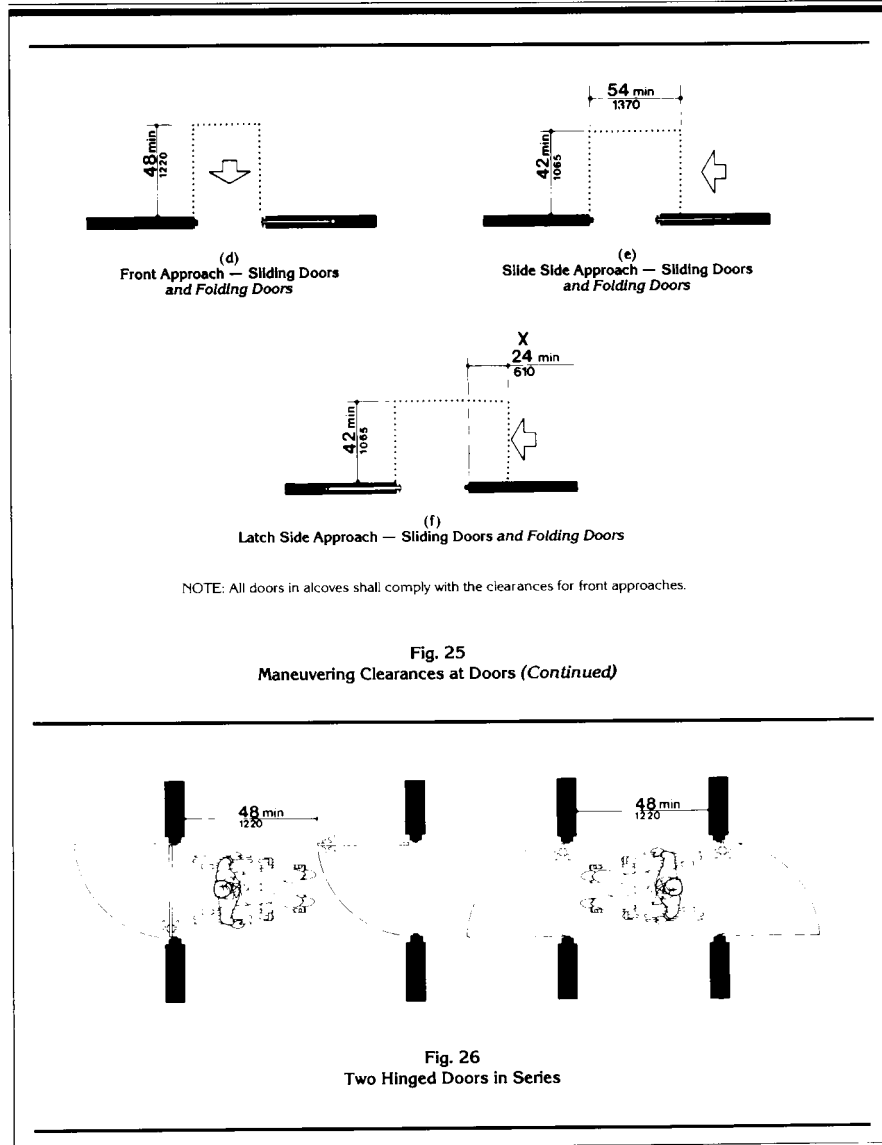 54 min
1370
48 min
1220
42 min
1065
(d)
Front Approach — Sliding Doors
and Folding Doors
(e)
Slide Side Approach — Sliding Doors
and Folding Doors
X
24 min
610
42 min
1065
(f)
Latch Side Approach — Sliding Doors and Folding Doors
NOTE: All doors in alcoves shall comply with the clearances for front approaches.
Fig. 25
Maneuvering Clearances at Doors (Continued)
48 min
1220
48 min
1220
Fig. 26
Two Hinged Doors in Series